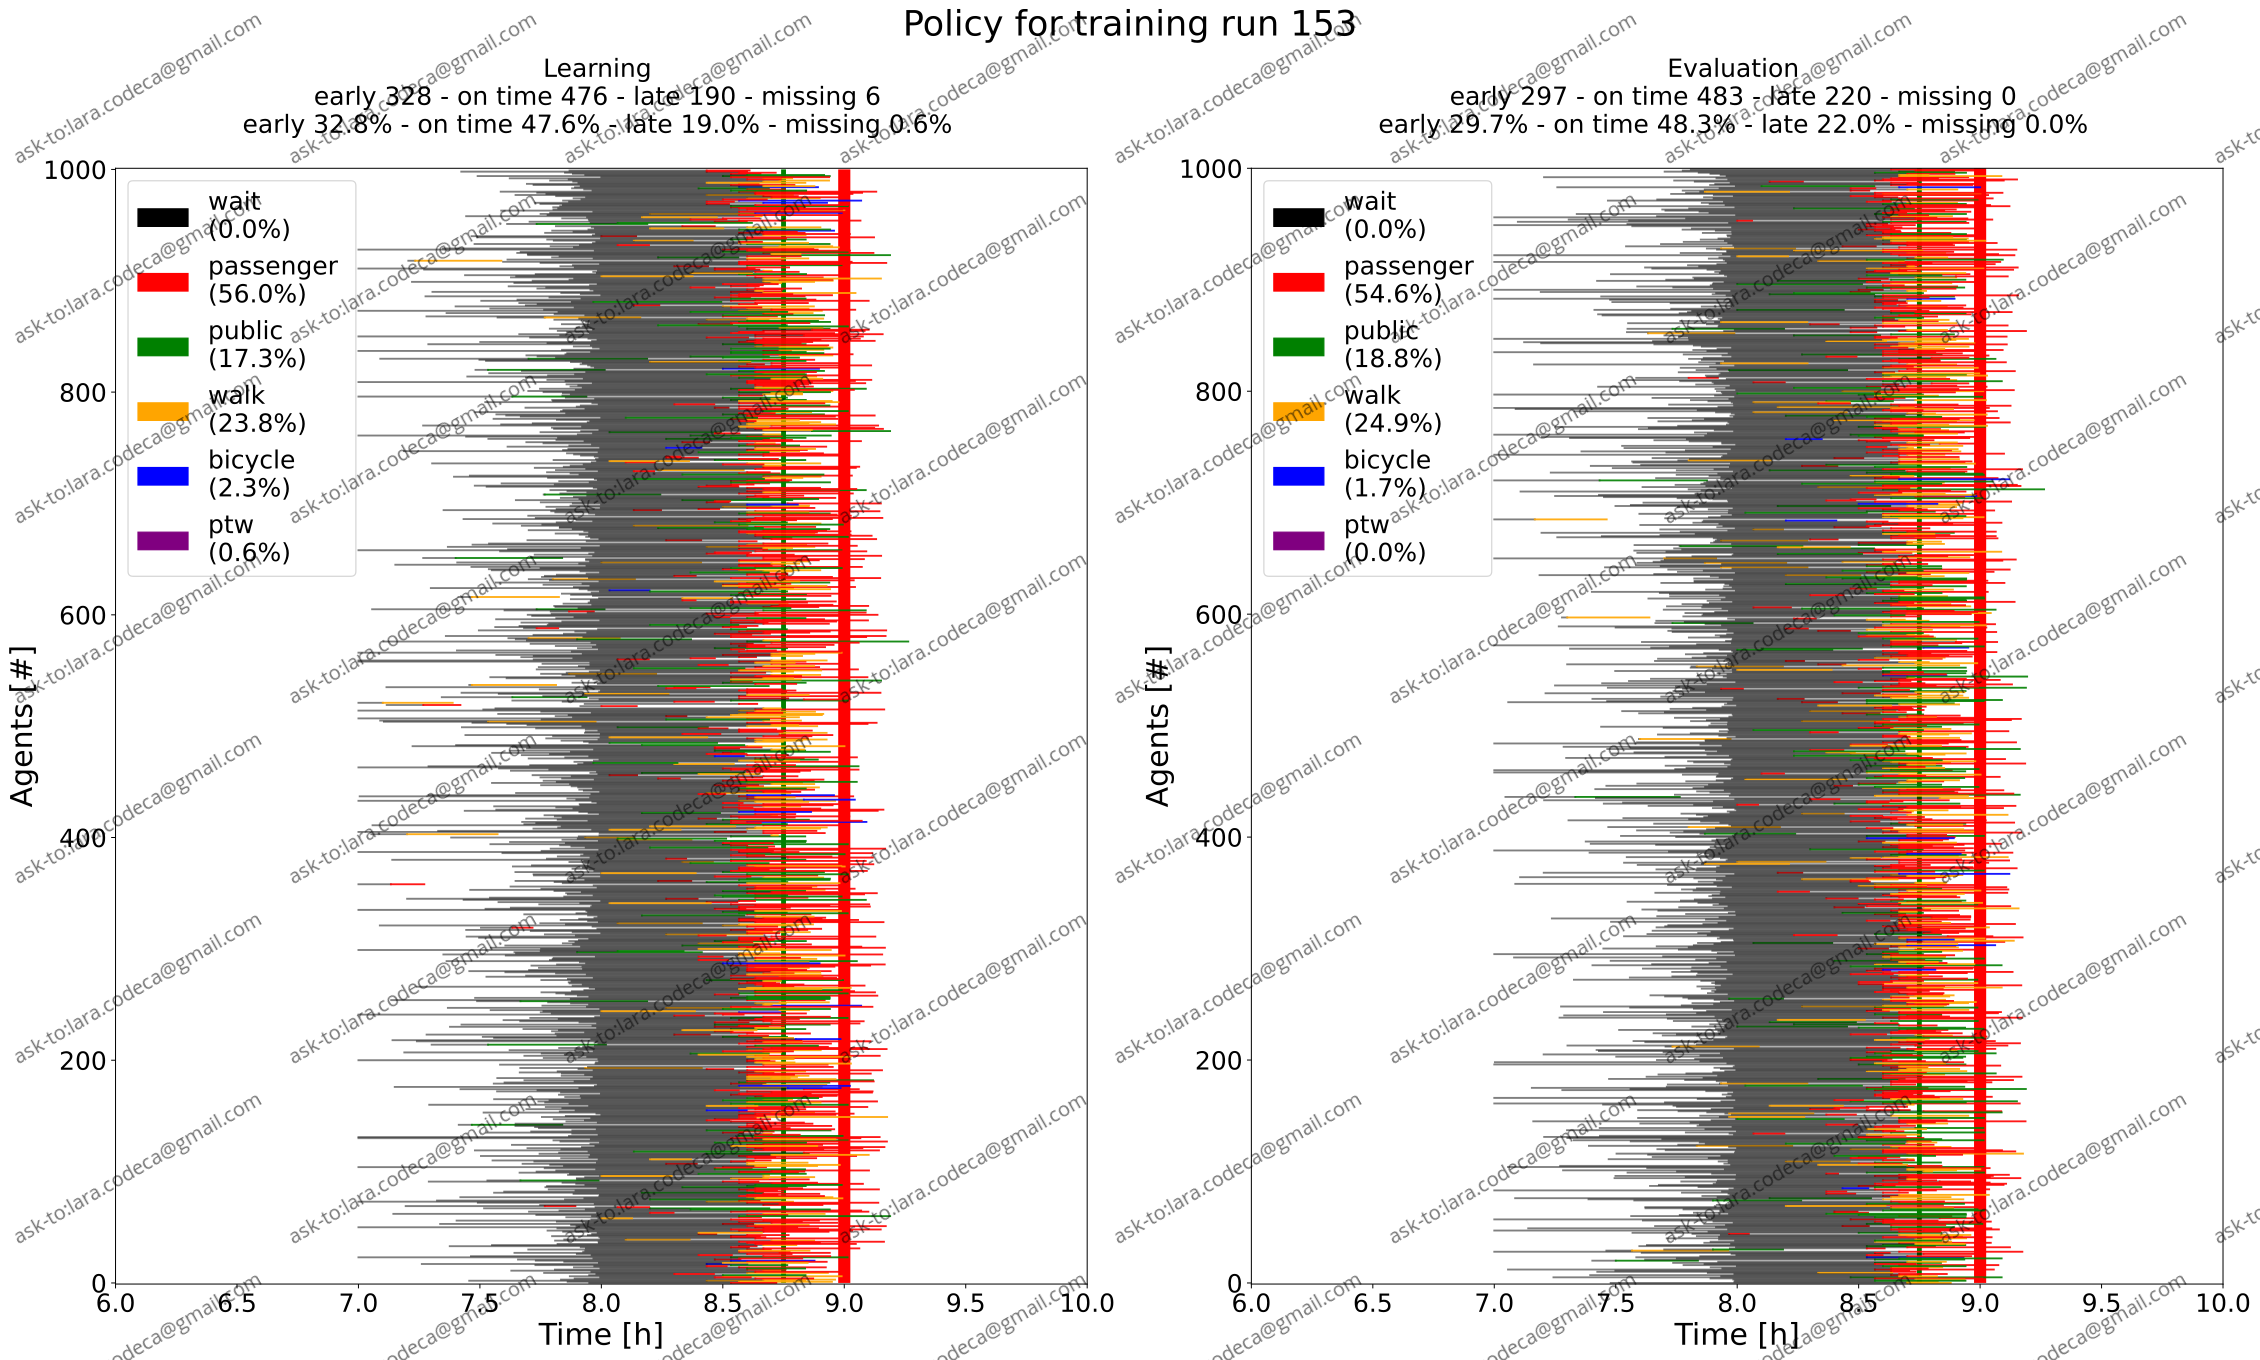 Policy for training run 153
Learning
early 328 - on time 476 - late 190 - missing 6
early 32.8% - on time 47.6% - late 19.0% - missing 0.6%
1000
800
600
400
200
0
Agents [#]
wait
(0.0%)
passenger
(56.0%)
public
(17.3%)
walk
(23.8%)
bicycle
(2.3%)
ptw
(0.6%)
6.0 6.5 7.0 7.5 8.0 8.5 9.0 9.5 10.0
Time [h]
Evaluation
early 297 - on time 483 - late 220 - missing 0
early 29.7% - on time 48.3% - late 22.0% - missing 0.0%
1000
800
600
400
200
0
Agents [#]
wait
(0.0%)
passenger
(54.6%)
public
(18.8%)
walk
(24.9%)
bicycle
(1.7%)
ptw
(0.0%)
6.0 6.5 7.0 7.5 8.0 8.5 9.0 9.5 10.0
Time [h]
ask-to:lara.codeca@gmail.com